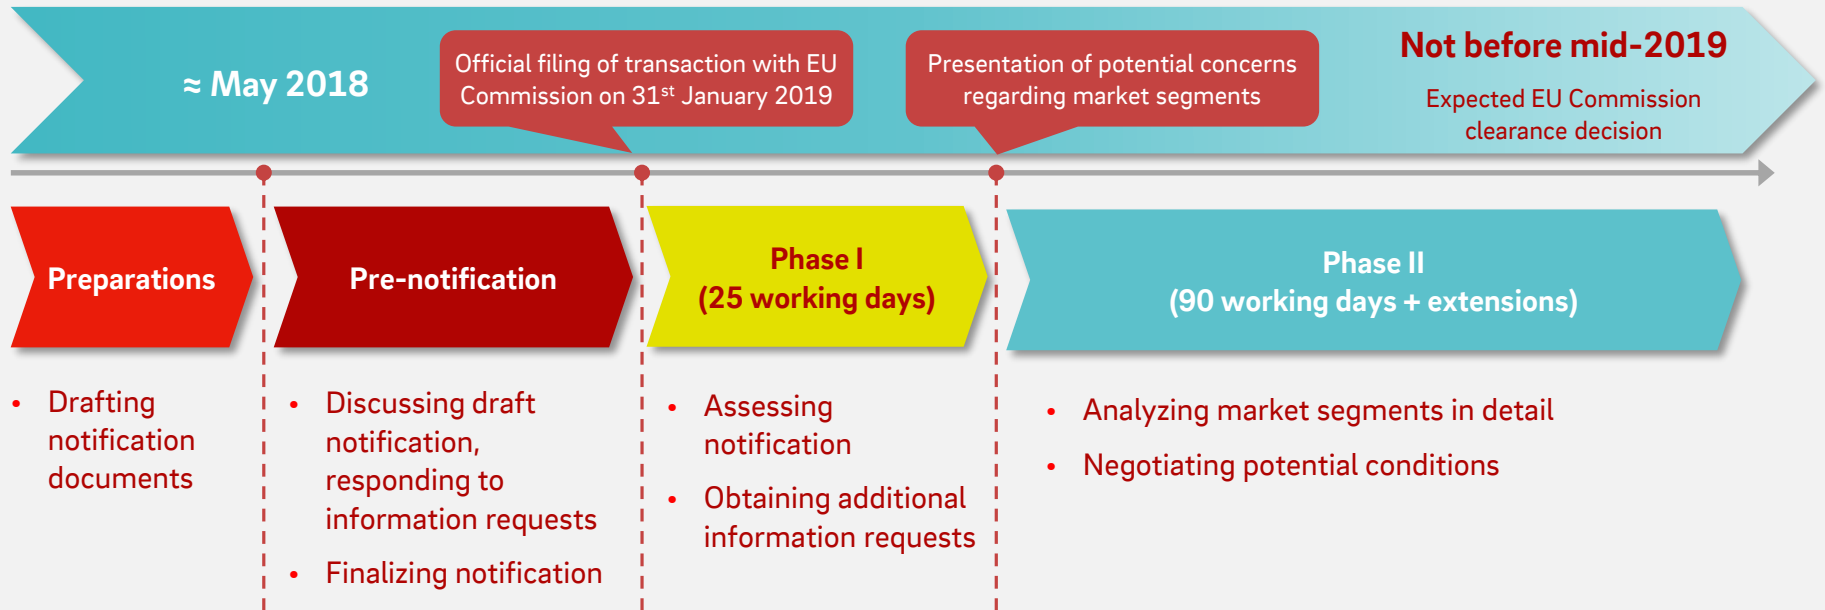 ≈ May 2018
Official filing of transaction with EU
Commission on 31st January 2019
Presentation of potential concerns
regarding market segments
Not before mid-2019
Expected EU Commission
clearance decision
Preparations
Pre-notification
Phase I
(25 working days)
Phase II
(90 working days + extensions)
• Drafting
notification
documents
• Discussing draft
notification,
responding to
information requests
• Finalizing notification
• Assessing
notification
• Obtaining additional
information requests
• Analyzing market segments in detail
• Negotiating potential conditions